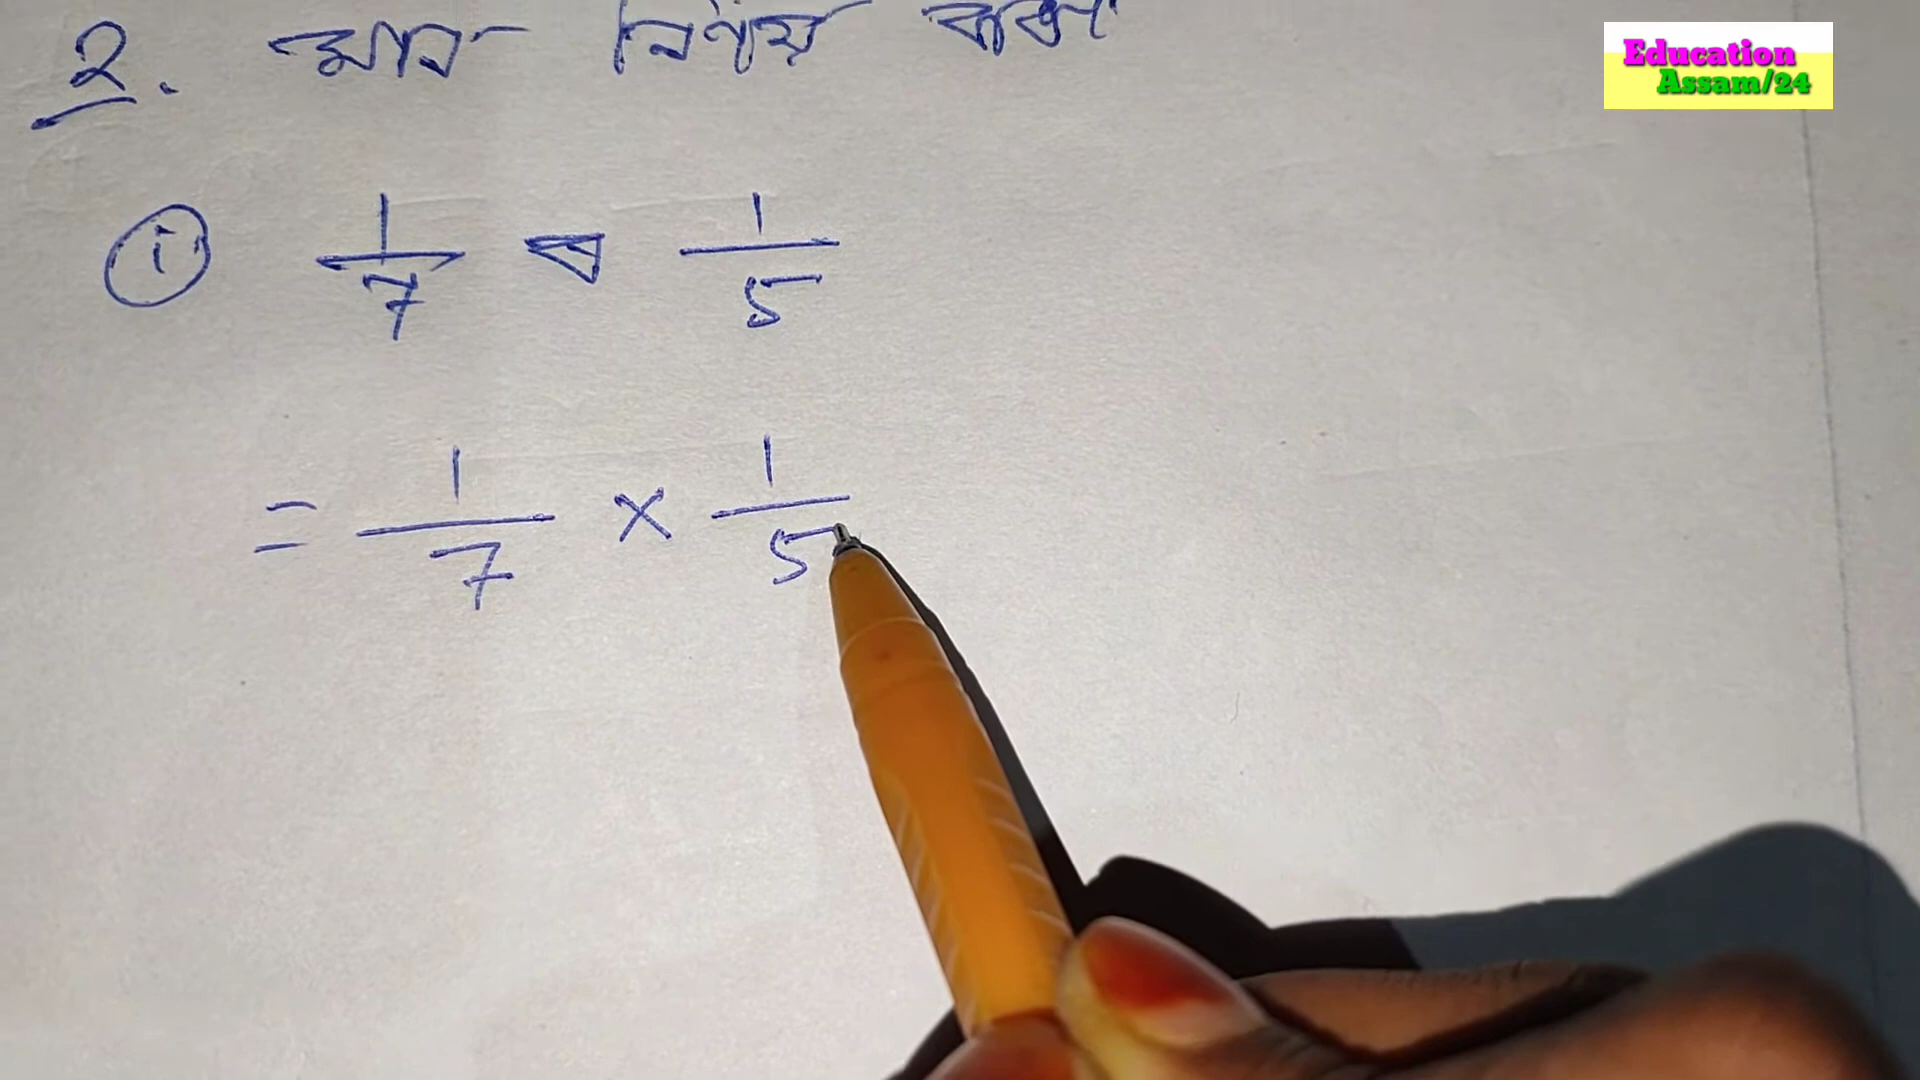 2. মান নিৰ্ণয় কৰা
Education
Assam/24
i 1/7 ৰ 1/5
= 1/7 × 1/5